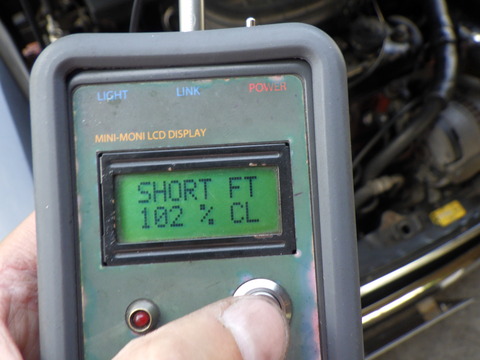 LIGHT LINK POWER
MINI-MONI LCD DISPLAY
SHORT FT
102 % CL